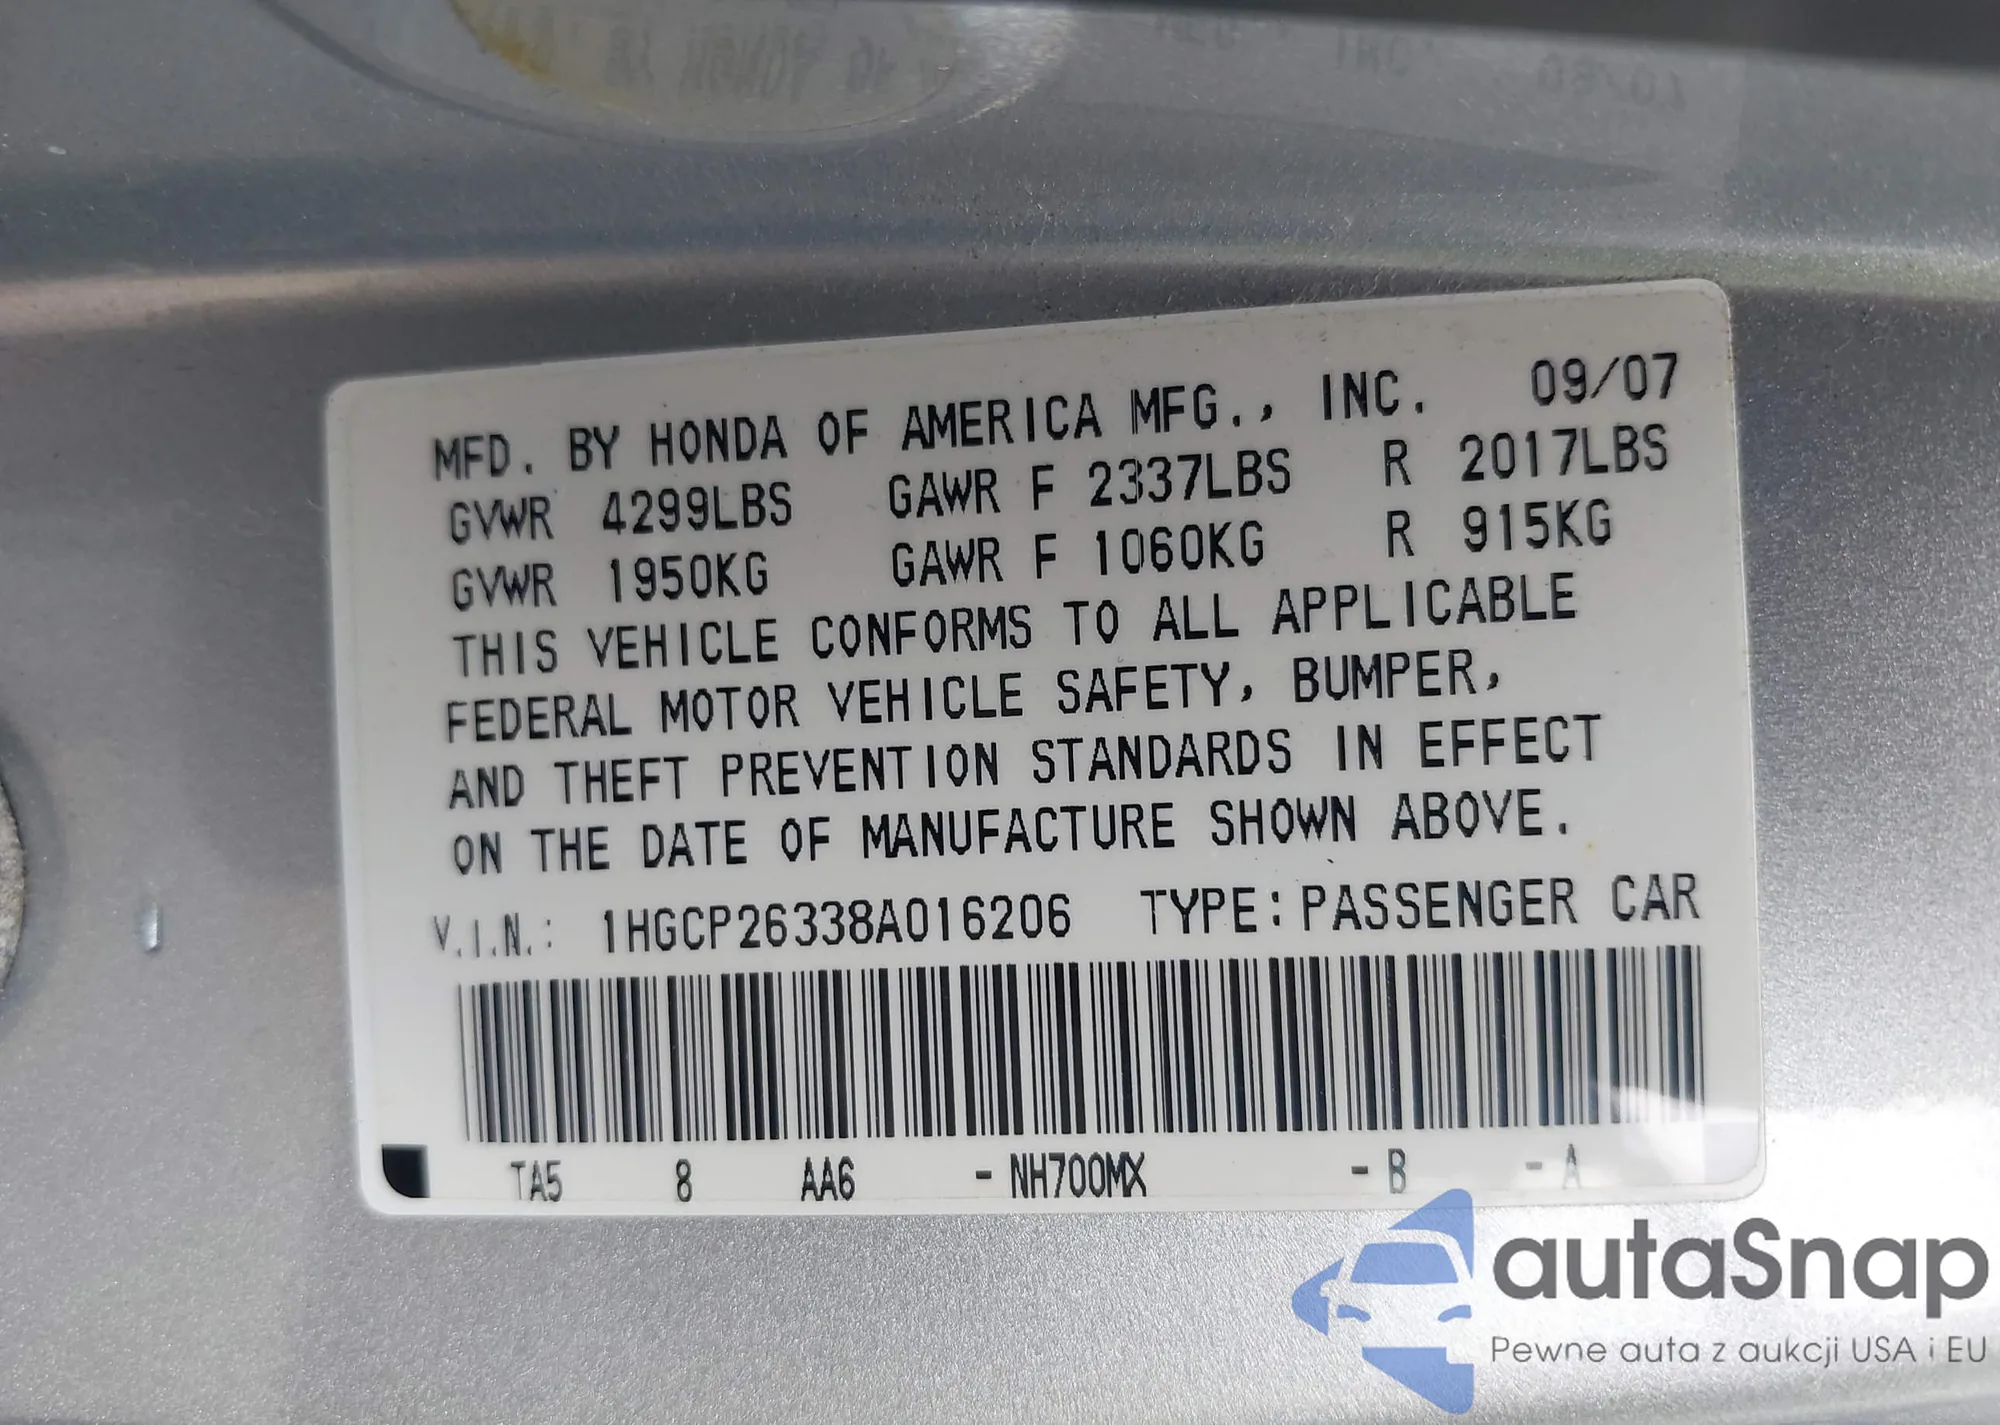 MFD. BY HONDA OF AMERICA MFG., INC. 09/07
GVWR 4299LBS GAWR F 2337LBS R 2017LBS
GVWR 1950KG GAWR F 1060KG R 915KG
THIS VEHICLE CONFORMS TO ALL APPLICABLE
FEDERAL MOTOR VEHICLE SAFETY, BUMPER,
AND THEFT PREVENTION STANDARDS IN EFFECT
ON THE DATE OF MANUFACTURE SHOWN ABOVE.
V.I.N.: 1HGCP26338A016206 TYPE: PASSENGER CAR
TA5 8 AA6 - NH700MX - B - A
autaSnap
Pewne auta z aukcji USA i EU